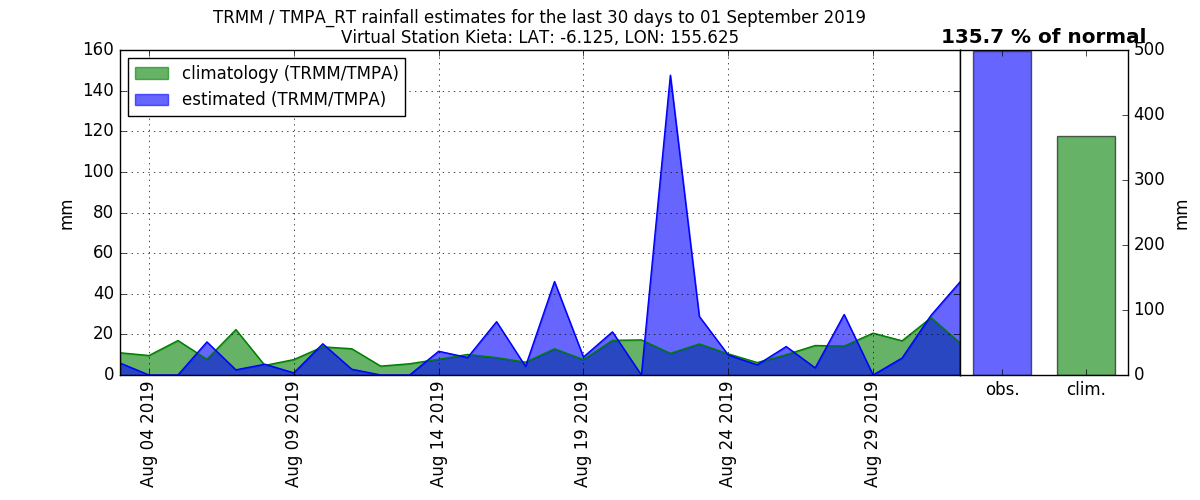 TRMM / TMPA_RT rainfall estimates for the last 30 days to 01 September 2019
Virtual Station Kieta: LAT: -6.125, LON: 155.625
135.7 % of normal
climatology (TRMM/TMPA)
estimated (TRMM/TMPA)
160
140
120
100
80
60
40
20
0
mm
Aug 04 2019
Aug 09 2019
Aug 14 2019
Aug 19 2019
Aug 24 2019
Aug 29 2019
500
400
300
200
100
0
mm
obs.
clim.